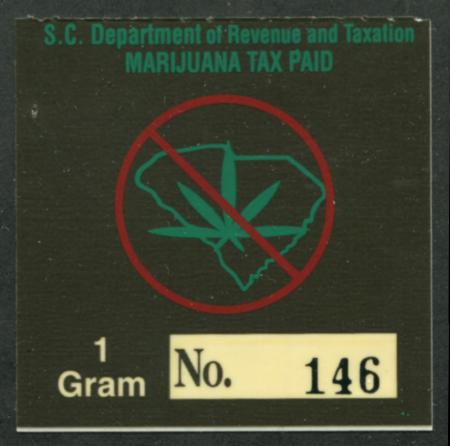 S.C. Department of Revenue and Taxation
MARIJUANA TAX PAID
1
Gram
No. 146